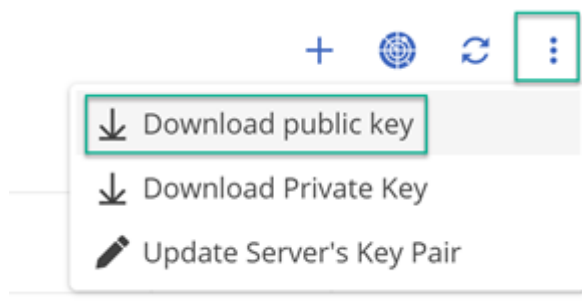 Download public key
Download Private Key
Update Server's Key Pair